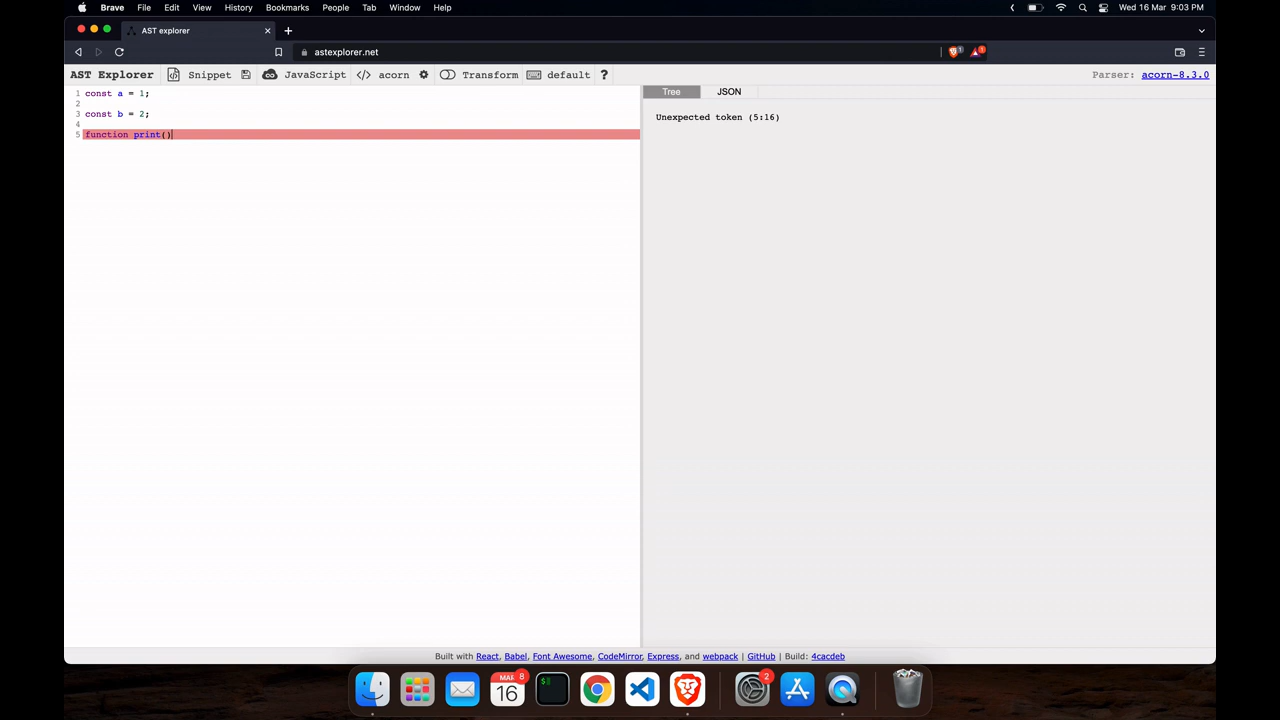 Brave File Edit View History Bookmarks People Tab Window Help Wed 16 Mar 9:03 PM
AST explorer
astexplorer.net 1 1
AST Explorer Snippet JavaScript </> acorn Transform default ? Parser: acorn-8.3.0
1 const a = 1;
2
3 const b = 2;
4
5 function print()
Tree JSON
Unexpected token (5:16)
Built with React, Babel, Font Awesome, CodeMirror, Express, and webpack | GitHub | Build: 4cacdeb
MAR 8 2
16
$